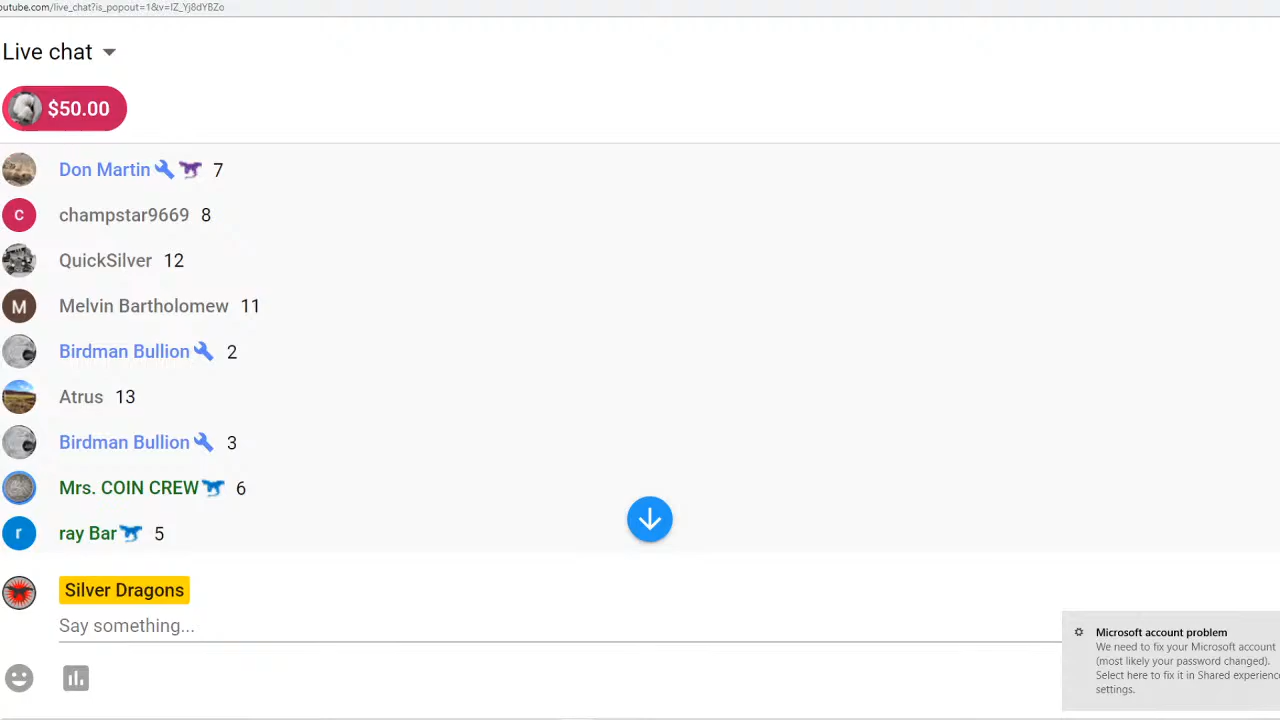 outube.com/live_chat?is_popout=1&v=IZ_Yj8dYBZo
Live chat
$50.00
Don Martin 7
C champstar9669 8
QuickSilver 12
M Melvin Bartholomew 11
Birdman Bullion 2
Atrus 13
Birdman Bullion 3
Mrs. COIN CREW 6
r ray Bar 5
Silver Dragons
Say something...
Microsoft account problem
We need to fix your Microsoft account
(most likely your password changed).
Select here to fix it in Shared experience
settings.